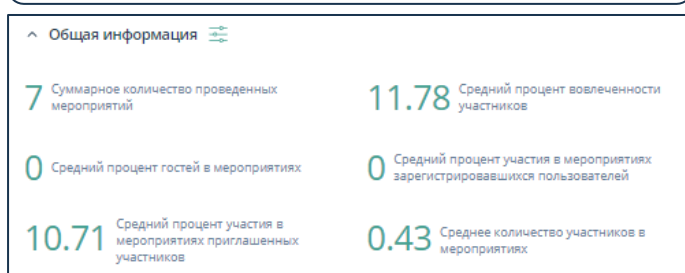 Общая информация
7 Суммарное количество проведенных
мероприятий
11.78 Средний процент вовлеченности
участников
0 Средний процент гостей в мероприятиях
0 Средний процент участия в мероприятиях
зарегистрировавшихся пользователей
10.71 Средний процент участия в
мероприятиях приглашенных
участников
0.43 Среднее количество участников в
мероприятиях